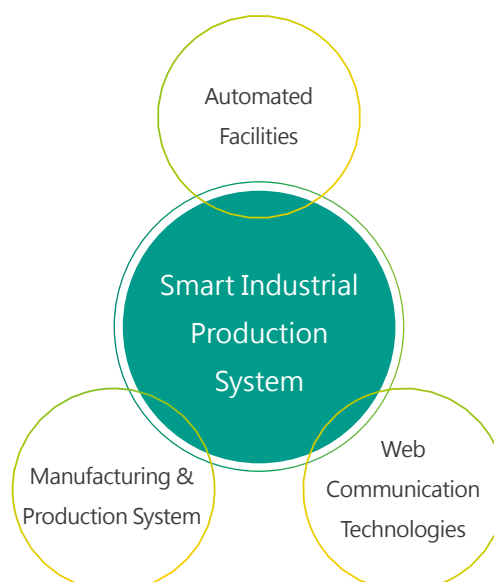 Automated
Facilities
Smart Industrial
Production
System
Manufacturing &
Production System
Web
Communication
Technologies